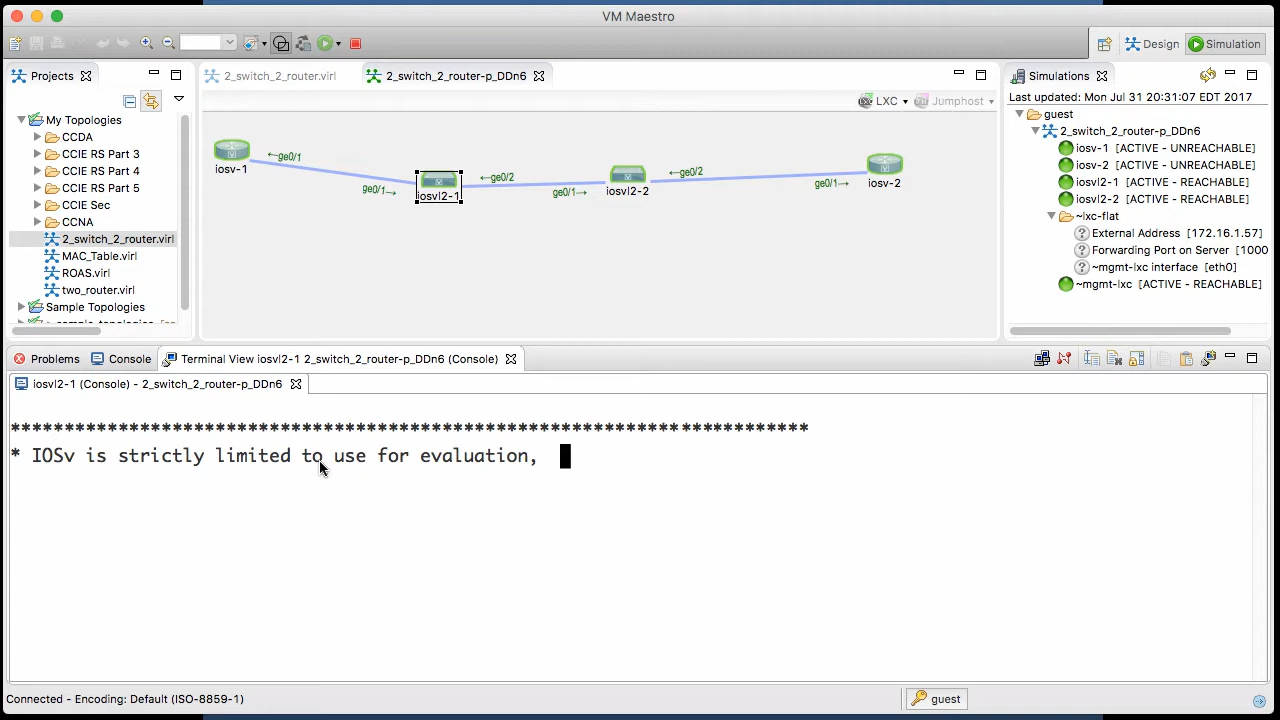 VM Maestro
Design
Simulation
Projects
2_switch_2_router.virl
2_switch_2_router-p_DDn6
Simulations
LXC
Jumphost
Last updated: Mon Jul 31 20:31:07 EDT 2017
My Topologies
CCDA
CCIE RS Part 3
CCIE RS Part 4
CCIE RS Part 5
CCIE Sec
CCNA
2_switch_2_router.virl
MAC_Table.virl
ROAS.virl
two_router.virl
Sample Topologies
iosv-1
←ge0/1
ge0/1→
iosvl2-1
←ge0/2
ge0/1→
iosvl2-2
←ge0/2
ge0/1→
iosv-2
guest
2_switch_2_router-p_DDn6
iosv-1 [ACTIVE - UNREACHABLE]
iosv-2 [ACTIVE - UNREACHABLE]
iosvl2-1 [ACTIVE - REACHABLE]
iosvl2-2 [ACTIVE - REACHABLE]
~lxc-flat
External Address [172.16.1.57]
Forwarding Port on Server [1000
~mgmt-lxc interface [eth0]
~mgmt-lxc [ACTIVE - REACHABLE]
Problems
Console
Terminal View iosvl2-1 2_switch_2_router-p_DDn6 (Console)
iosvl2-1 (Console) - 2_switch_2_router-p_DDn6
**************************************************************************
* IOSv is strictly limited to use for evaluation,
Connected - Encoding: Default (ISO-8859-1)
guest